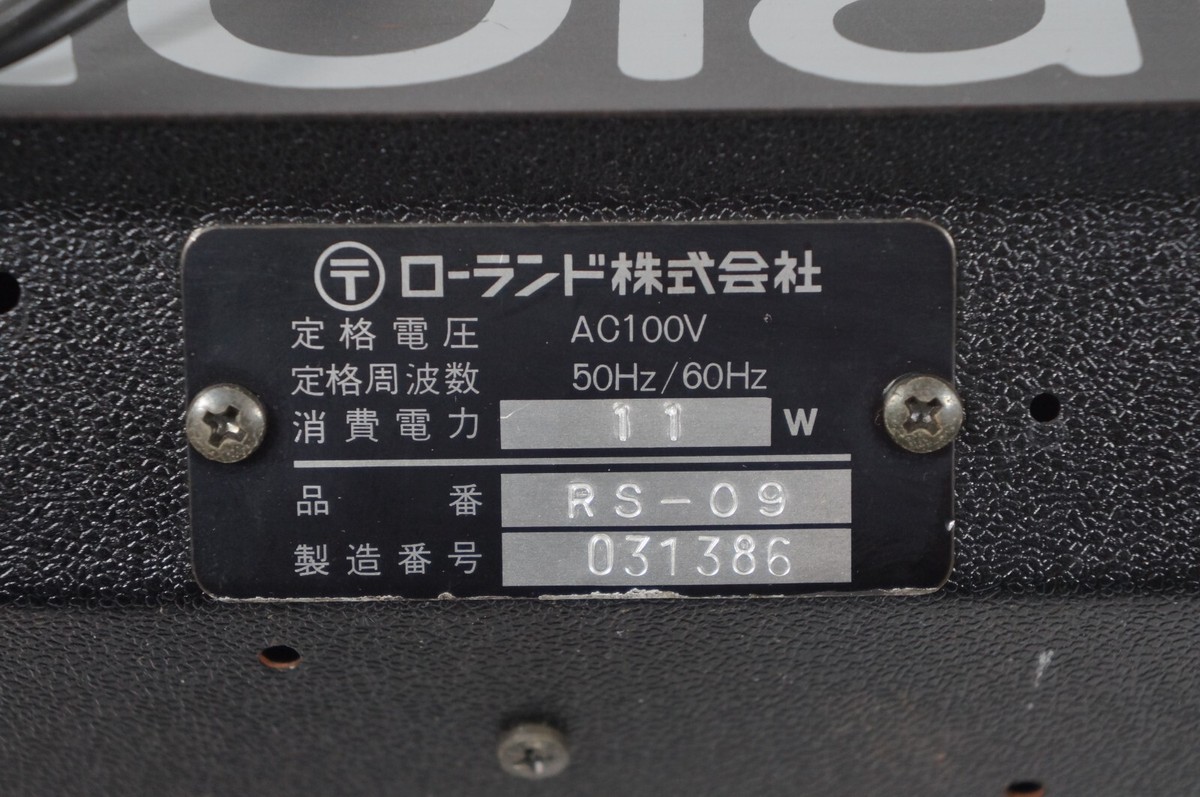 〒 ローランド株式会社
定格電圧 AC100V
定格周波数 50Hz/60Hz
消費電力 11 W
品番 RS-09
製造番号 031386